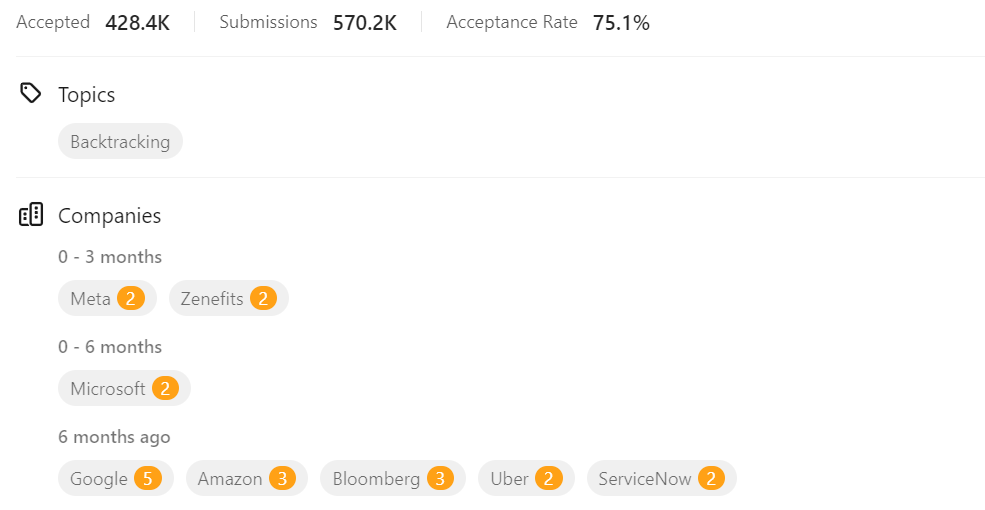 Accepted 428.4K Submissions 570.2K Acceptance Rate 75.1%
Topics
Backtracking
Companies
0 - 3 months
Meta 2 Zenefits 2
0 - 6 months
Microsoft 2
6 months ago
Google 5 Amazon 3 Bloomberg 3 Uber 2 ServiceNow 2